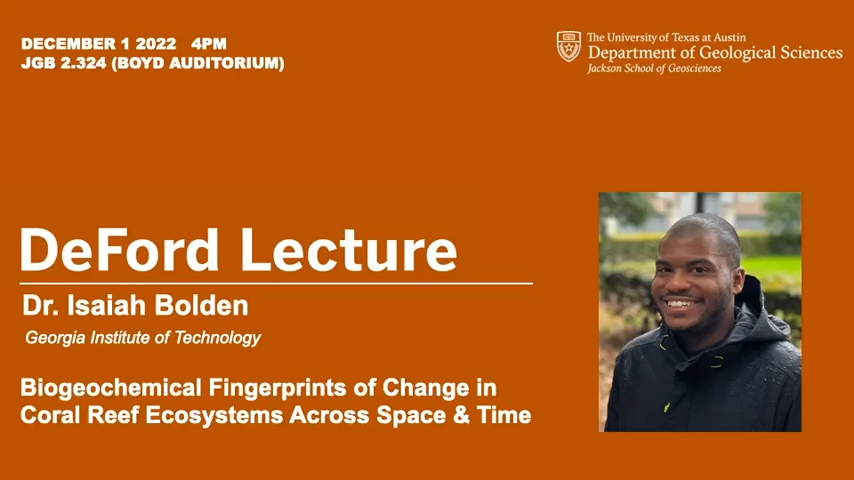 DECEMBER 1 2022 4PM
JGB 2.324 (BOYD AUDITORIUM)
The University of Texas at Austin
Department of Geological Sciences
Jackson School of Geosciences
DeFord Lecture
Dr. Isaiah Bolden
Georgia Institute of Technology
Biogeochemical Fingerprints of Change in
Coral Reef Ecosystems Across Space & Time